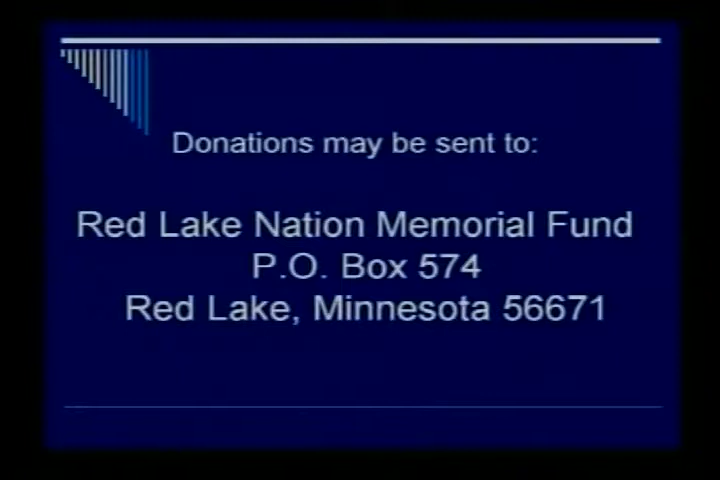 Donations may be sent to:
Red Lake Nation Memorial Fund
P.O. Box 574
Red Lake, Minnesota 56671